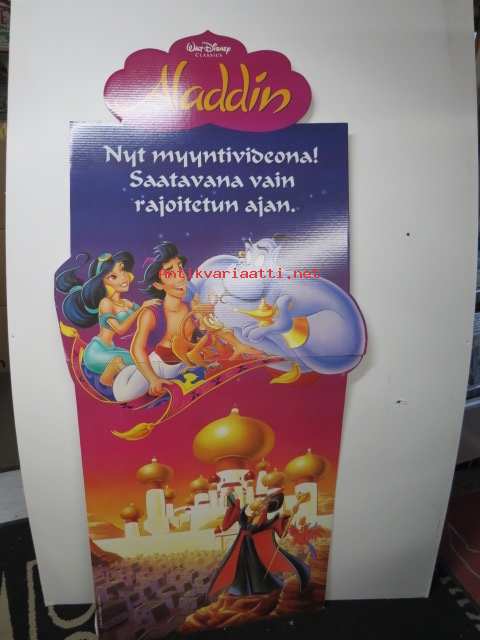 Walt Disney
CLASSICS
Aladdin
Nyt myyntivideona!
Saatavana vain
rajoitetun ajan.
Antikvariaatti.net